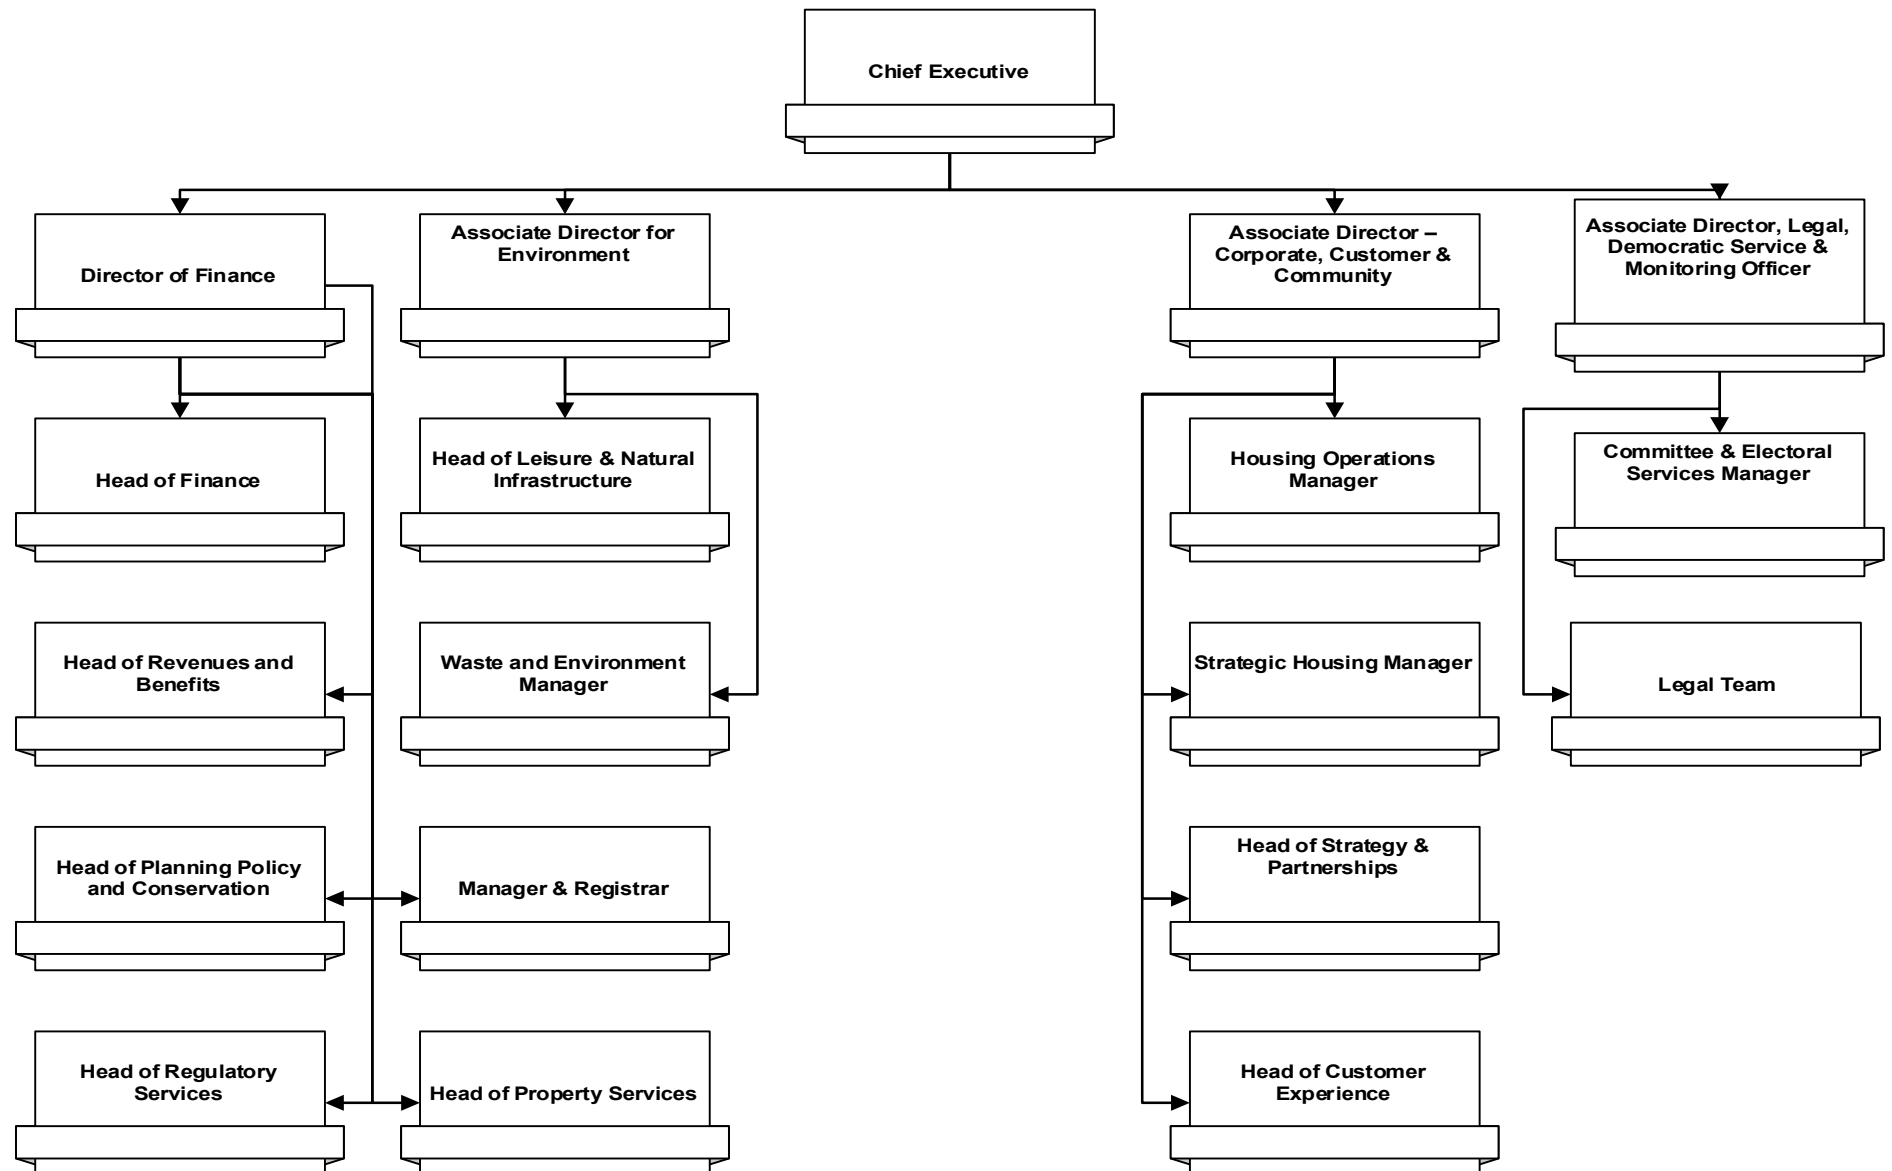 Chief Executive
Director of Finance
Associate Director for
Environment
Associate Director –
Corporate, Customer &
Community
Associate Director, Legal,
Democratic Service &
Monitoring Officer
Head of Finance
Head of Leisure & Natural
Infrastructure
Housing Operations
Manager
Committee & Electoral
Services Manager
Head of Revenues and
Benefits
Waste and Environment
Manager
Strategic Housing Manager
Legal Team
Head of Planning Policy
and Conservation
Manager & Registrar
Head of Strategy &
Partnerships
Head of Regulatory
Services
Head of Property Services
Head of Customer
Experience